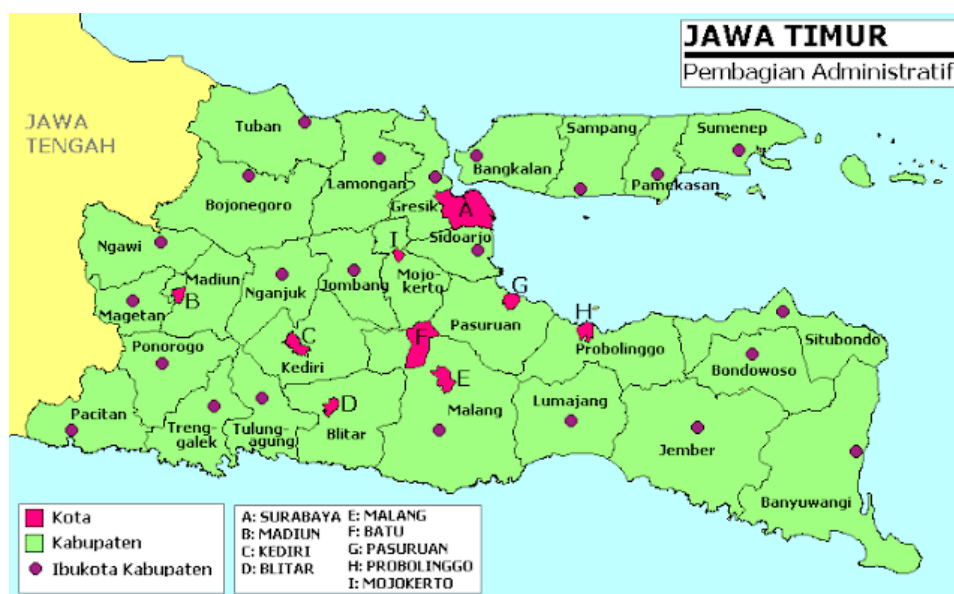 JAWA TIMUR
Pembagian Administratif
JAWA
TENGAH
Tuban
Lamongan
Bojonegoro
Gresik
A
Bangkalan
Sampang
Pamekasan
Sumenep
Ngawi
Madiun
B
Magetan
Nganjuk
Jombang
I
Mojo-
kerto
Sidoarjo
G
Pasuruan
H
Probolinggo
Situbondo
Bondowoso
Ponorogo
C
Kediri
F
E
Malang
Lumajang
Jember
Banyuwangi
Pacitan
Treng-
galek
Tulung-
agung
D
Blitar
Kota
Kabupaten
Ibukota Kabupaten
A: SURABAYA
B: MADIUN
C: KEDIRI
D: BLITAR
E: MALANG
F: BATU
G: PASURUAN
H: PROBOLINGGO
I: MOJOKERTO